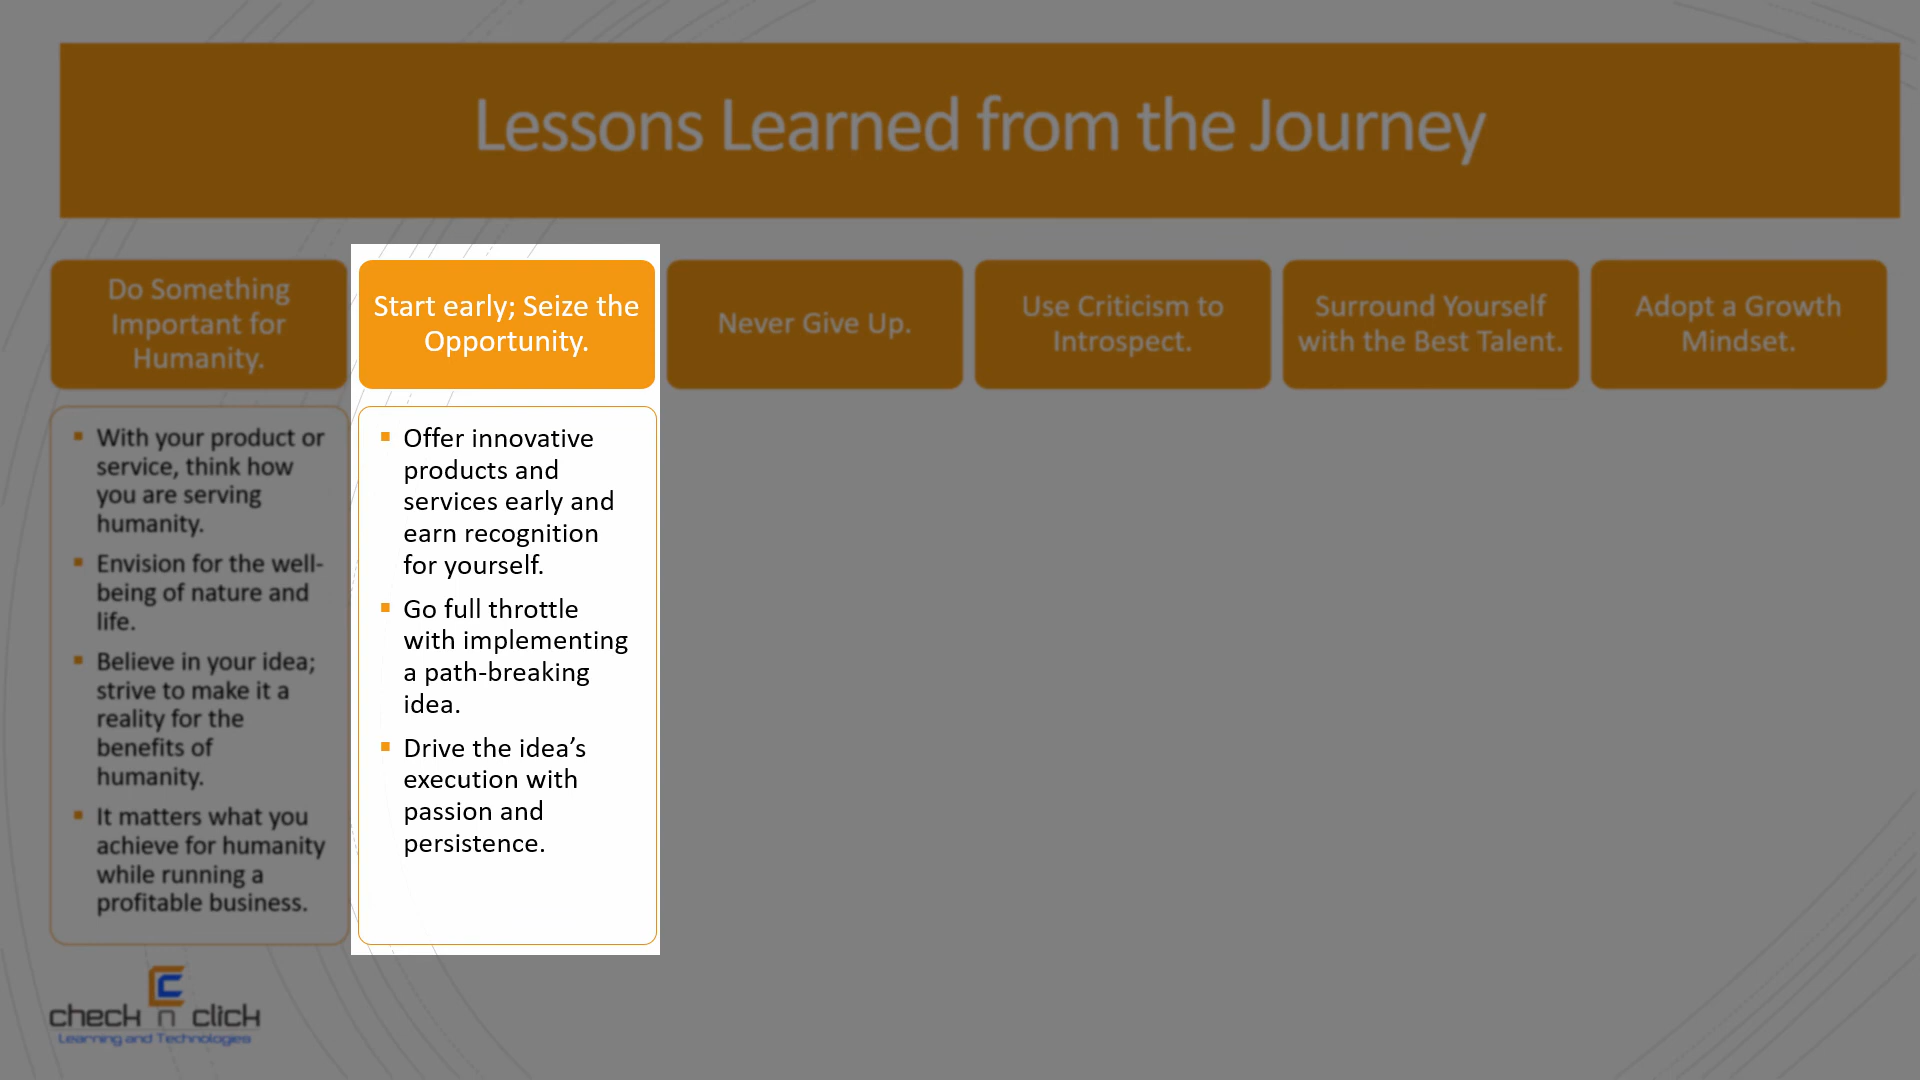 Lessons Learned from the Journey
Do Something
Important for
Humanity.
Start early; Seize the
Opportunity.
Never Give Up.
Use Criticism to
Introspect.
Surround Yourself
with the Best Talent.
Adopt a Growth
Mindset.
With your product or
service, think how
you are serving
humanity.
Envision for the well-
being of nature and
life.
Believe in your idea;
strive to make it a
reality for the
benefits of
humanity.
It matters what you
achieve for humanity
while running a
profitable business.
Offer innovative
products and
services early and
earn recognition
for yourself.
Go full throttle
with implementing
a path-breaking
idea.
Drive the idea’s
execution with
passion and
persistence.
check n click
Learning and Technologies